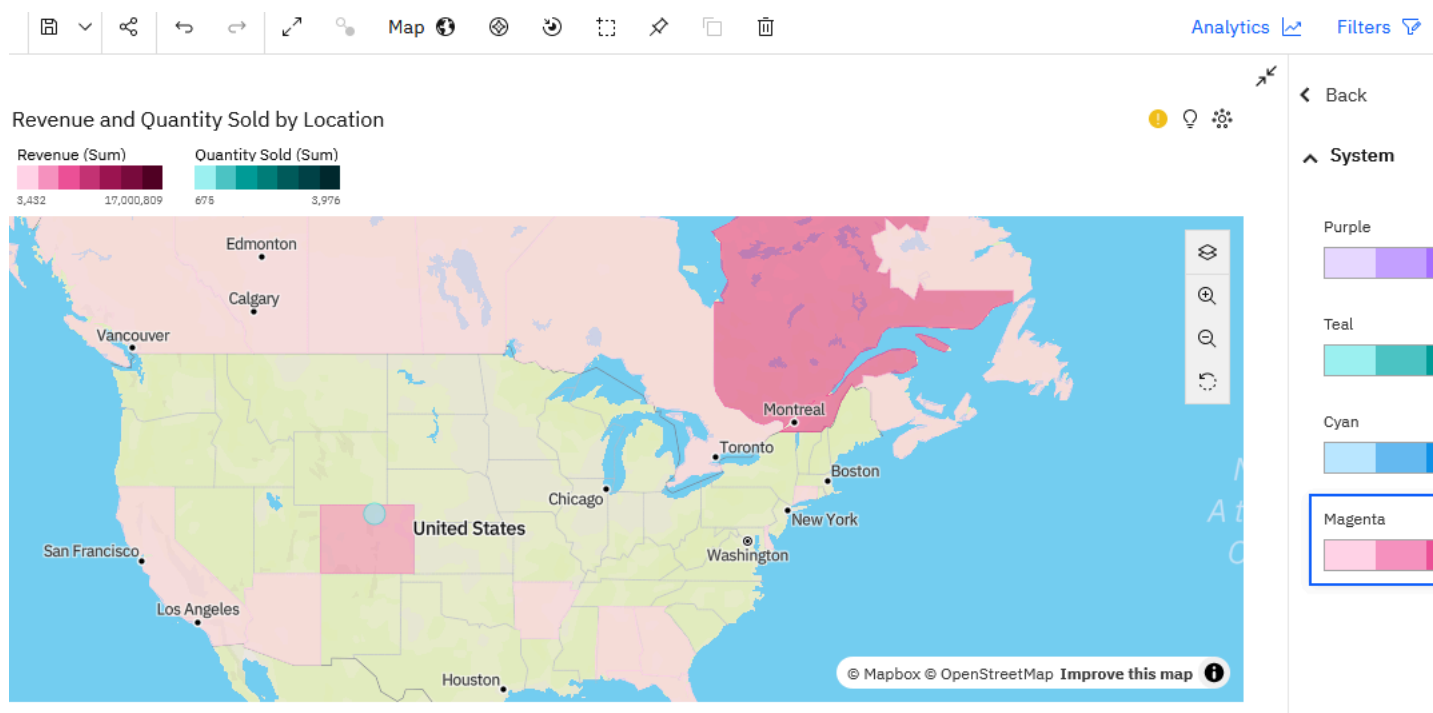 Map
Analytics
Filters
Back
Revenue and Quantity Sold by Location
System
Revenue (Sum)
Quantity Sold (Sum)
3,432
17,000,809
675
3,976
Purple
Edmonton
Calgary
Vancouver
Teal
Montreal
Toronto
Cyan
Boston
Chicago
New York
United States
Magenta
San Francisco
Washington
Los Angeles
Houston
© Mapbox © OpenStreetMap Improve this map